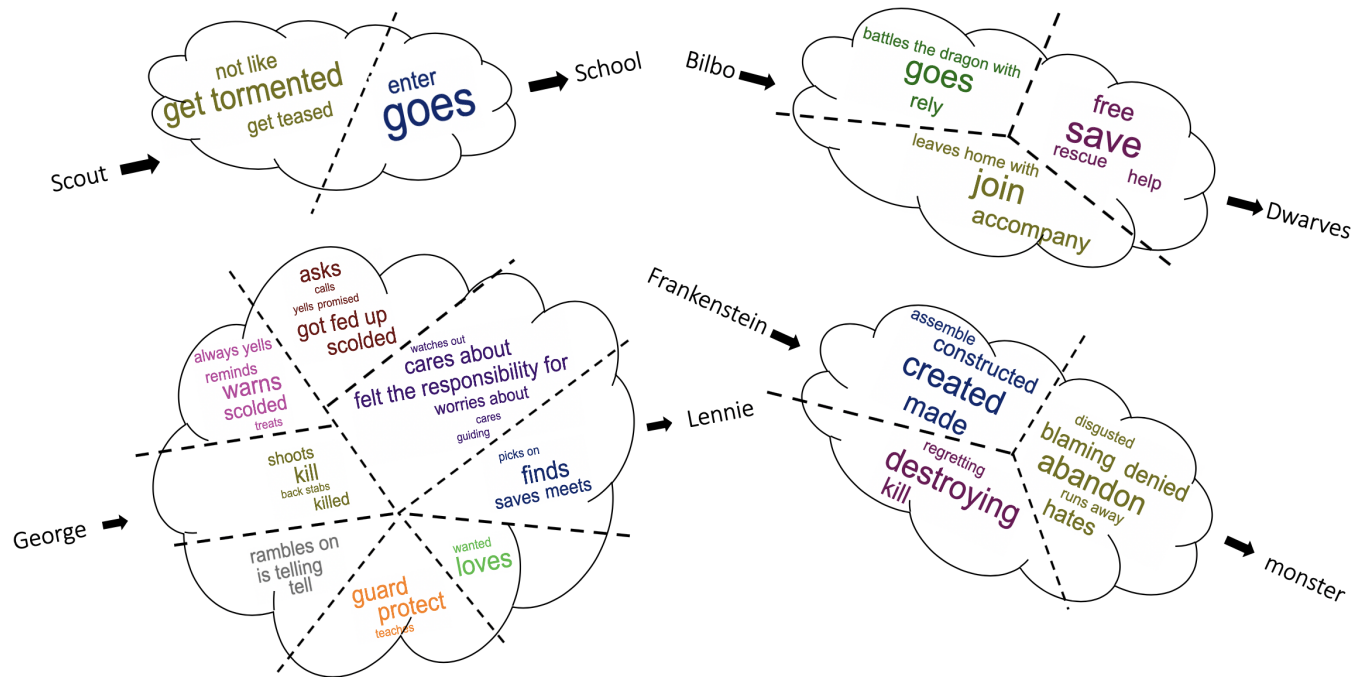 Scout
not like
get tormented
get teased
enter
goes
School
Bilbo
battles the dragon with
goes
rely
free
save
rescue
help
leaves home with
join
accompany
Dwarves
George
asks
calls
yells promised
got fed up
scolded
always yells
reminds
warns
scolded
treats
watches out
cares about
felt the responsibility for
worries about
cares
guiding
shoots
kill
back stabs
killed
picks on
finds
saves meets
rambles on
is telling
tell
guard
protect
teaches
wanted
loves
Lennie
Frankenstein
assemble
constructed
created
made
disgusted
blaming denied
abandon
runs away
hates
regretting
destroying
kill
monster